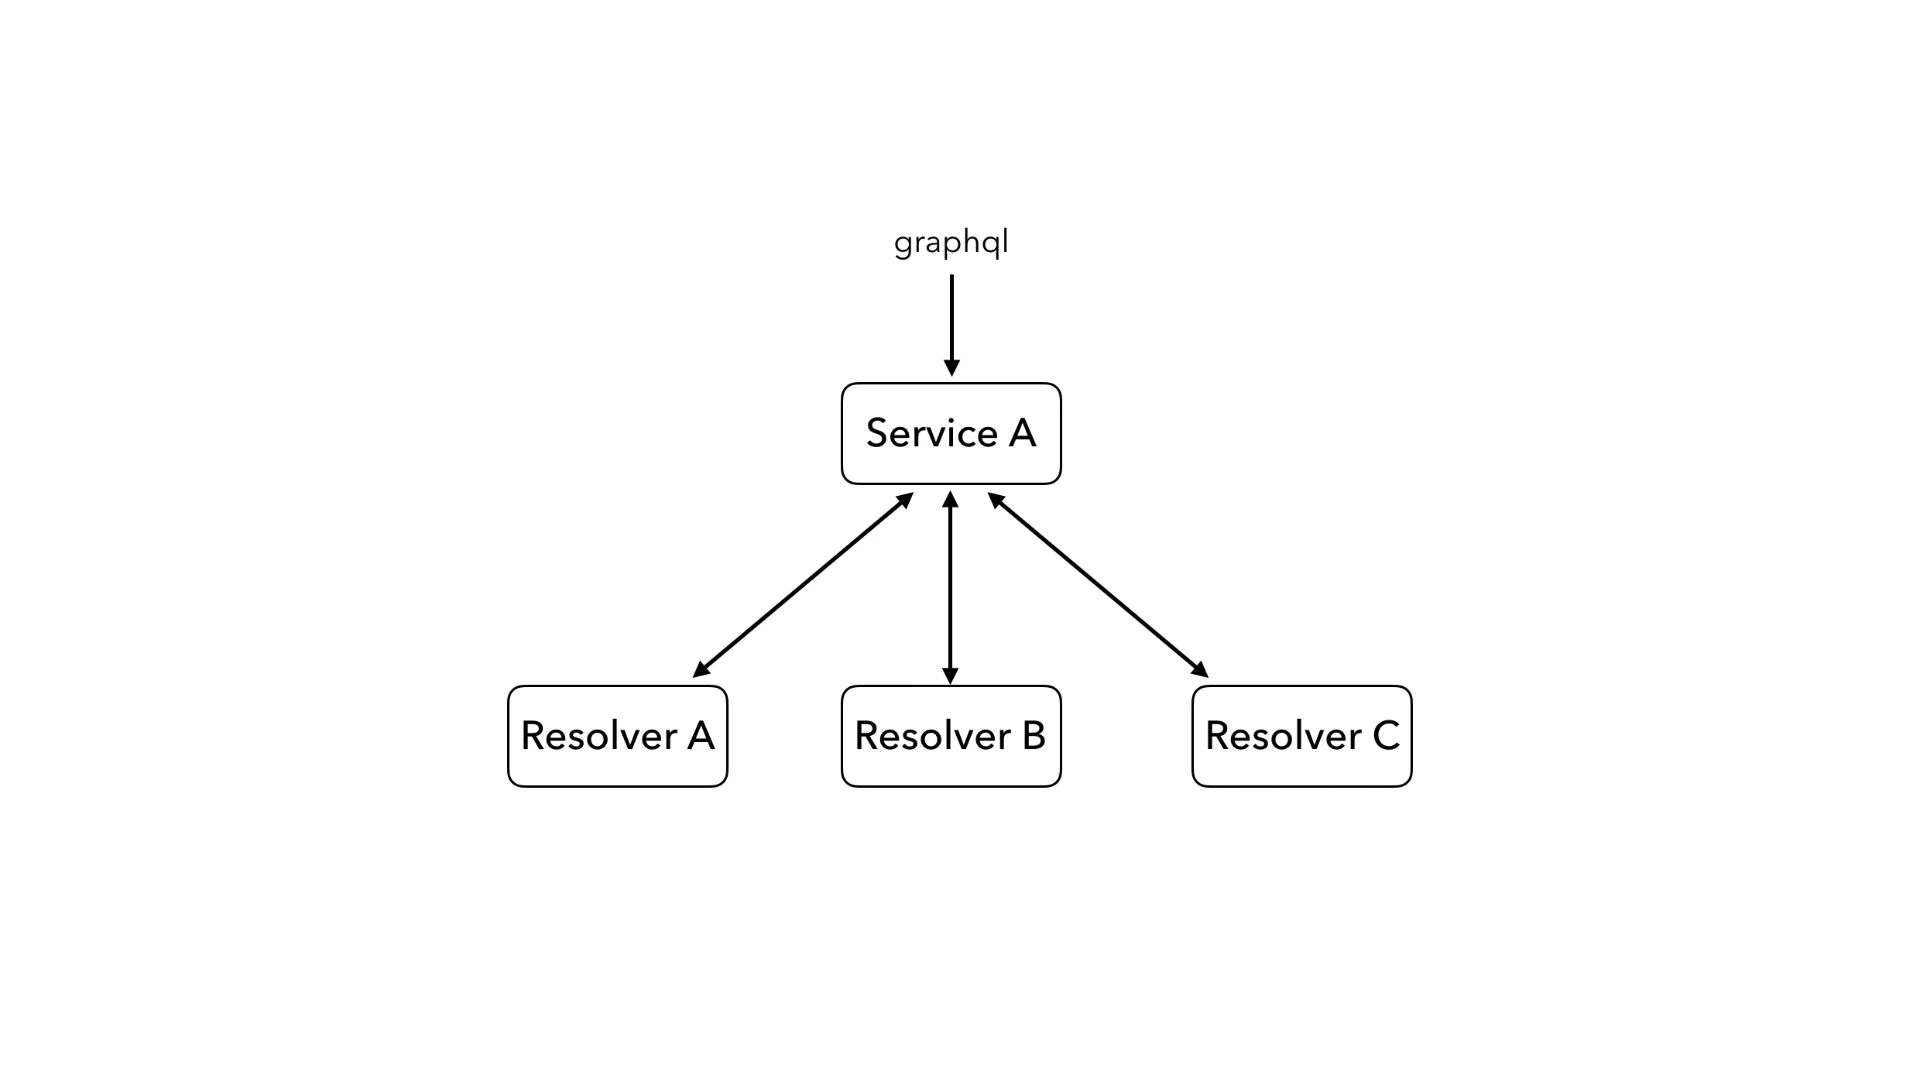 graphql
Service A
Resolver A
Resolver B
Resolver C